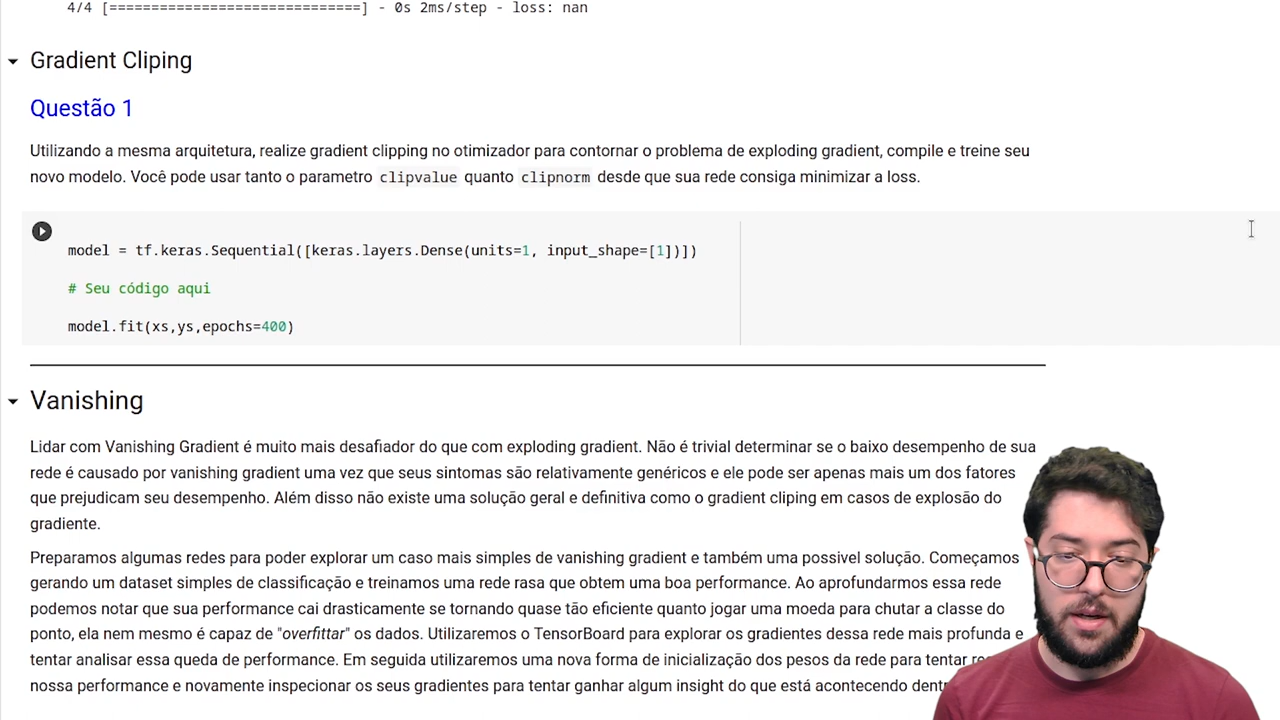 4/4 [==============================] - 0s 2ms/step - loss: nan
Gradient Cliping
Questão 1
Utilizando a mesma arquitetura, realize gradient clipping no otimizador para contornar o problema de exploding gradient, compile e treine seu
novo modelo. Você pode usar tanto o parametro clipvalue quanto clipnorm desde que sua rede consiga minimizar a loss.
model = tf.keras.Sequential([keras.layers.Dense(units=1, input_shape=[1])])
# Seu código aqui
model.fit(xs,ys,epochs=400)
Vanishing
Lidar com Vanishing Gradient é muito mais desafiador do que com exploding gradient. Não é trivial determinar se o baixo desempenho de sua
rede é causado por vanishing gradient uma vez que seus sintomas são relativamente genéricos e ele pode ser apenas mais um dos fatores
que prejudicam seu desempenho. Além disso não existe uma solução geral e definitiva como o gradient cliping em casos de explosão do
gradiente.
Preparamos algumas redes para poder explorar um caso mais simples de vanishing gradient e também uma possivel solução. Começamos
gerando um dataset simples de classificação e treinamos uma rede rasa que obtem uma boa performance. Ao aprofundarmos essa rede
podemos notar que sua performance cai drasticamente se tornando quase tão eficiente quanto jogar uma moeda para chutar a classe do
ponto, ela nem mesmo é capaz de "overfittar" os dados. Utilizaremos o TensorBoard para explorar os gradientes dessa rede mais profunda e
tentar analisar essa queda de performance. Em seguida utilizaremos uma nova forma de inicialização dos pesos da rede para tentar
nossa performance e novamente inspecionar os seus gradientes para tentar ganhar algum insight do que está acontecendo